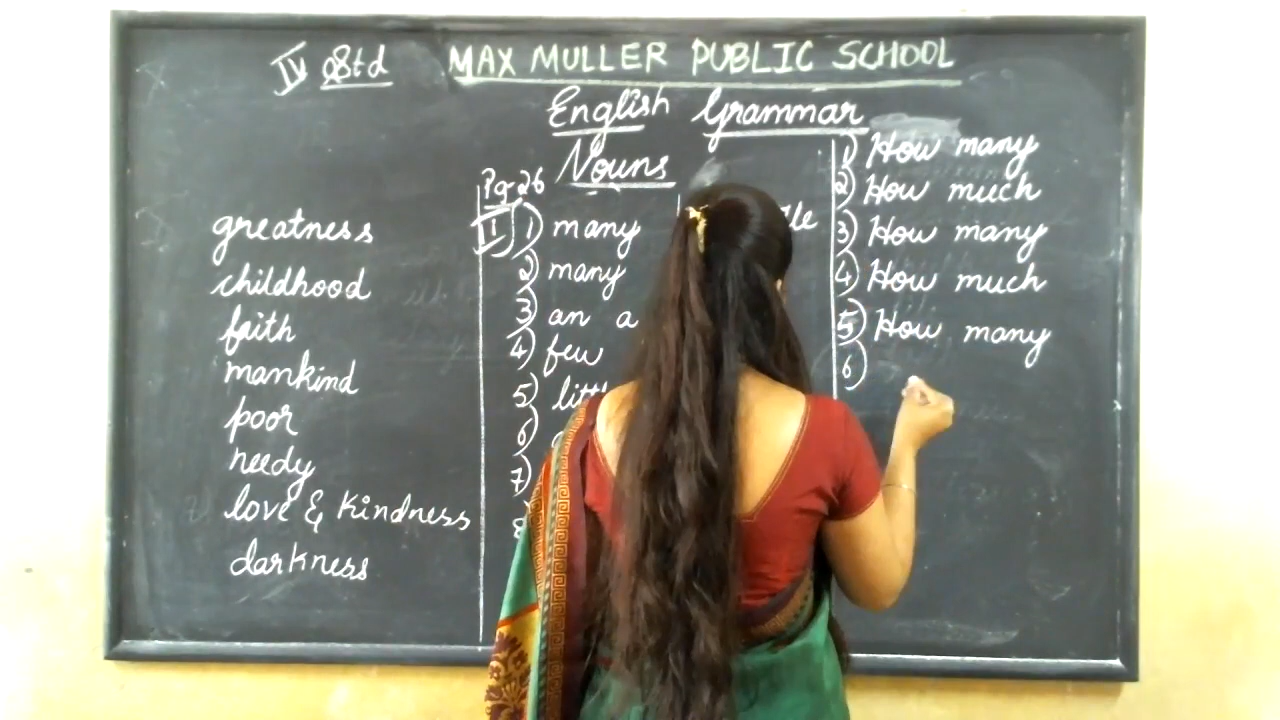 IV Std MAX MULLER PUBLIC SCHOOL
English Grammar
Nouns
greatness
childhood
faith
mankind
poor
needy
love & kindness
darkness
Pg-26
I 1) many
2) many
3) an a
4) few
5)
6)
7)
8
1) How many
2) How much
3) How many
4) How much
5) How many
6)